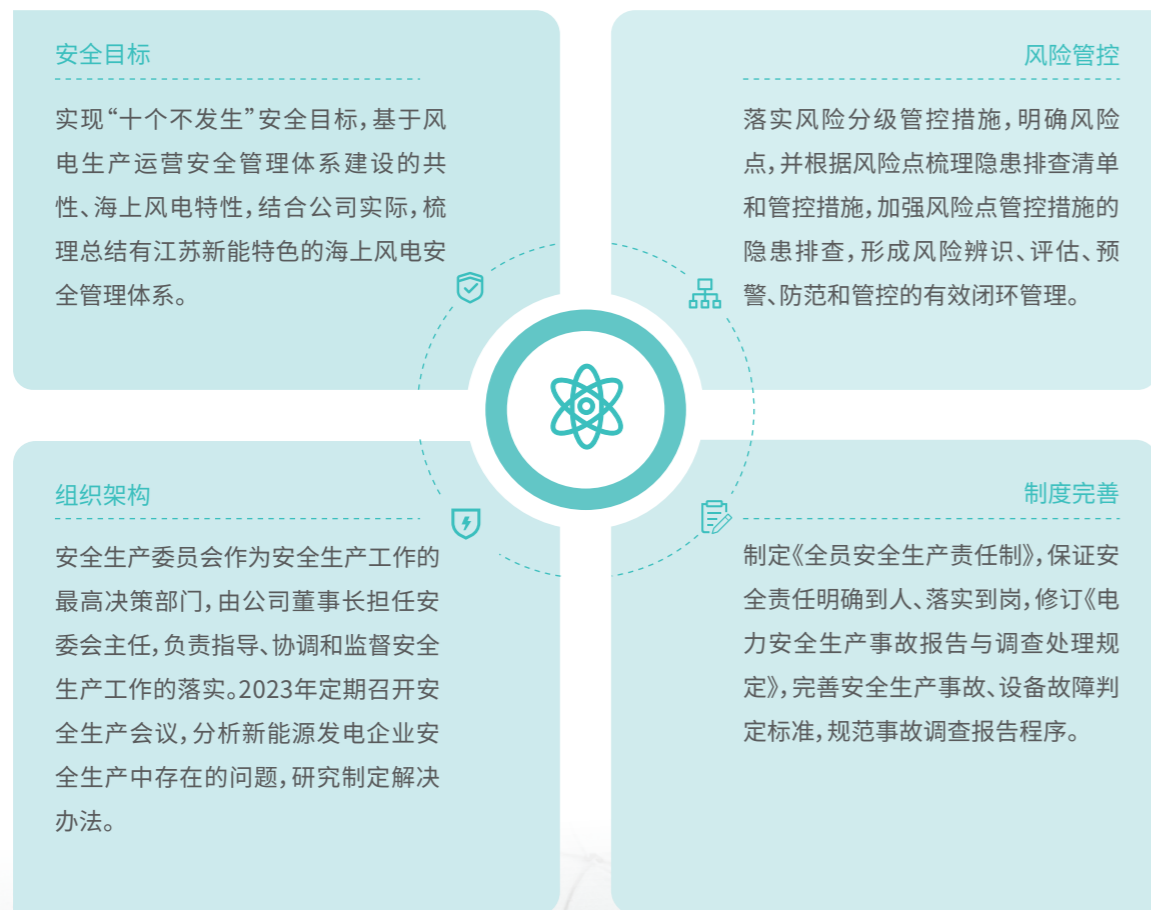 安全目标
实现“十个不发生”安全目标,基于风
电生产运营安全管理体系建设的共
性、海上风电特性,结合公司实际,梳
理总结有江苏新能特色的海上风电安
全管理体系。
风险管控
落实风险分级管控措施,明确风险
点,并根据风险点梳理隐患排查清单
和管控措施,加强风险点管控措施的
隐患排查,形成风险辨识、评估、预
警、防范和管控的有效闭环管理。
组织架构
安全生产委员会作为安全生产工作的
最高决策部门,由公司董事长担任安
委会主任,负责指导、协调和监督安全
生产工作的落实。2023年定期召开安
全生产会议,分析新能源发电企业安
全生产中存在的问题,研究制定解决
办法。
制度完善
制定《全员安全生产责任制》,保证安
全责任明确到人、落实到岗,修订《电
力安全生产事故报告与调查处理规
定》,完善安全生产事故、设备故障判
定标准,规范事故调查报告程序。